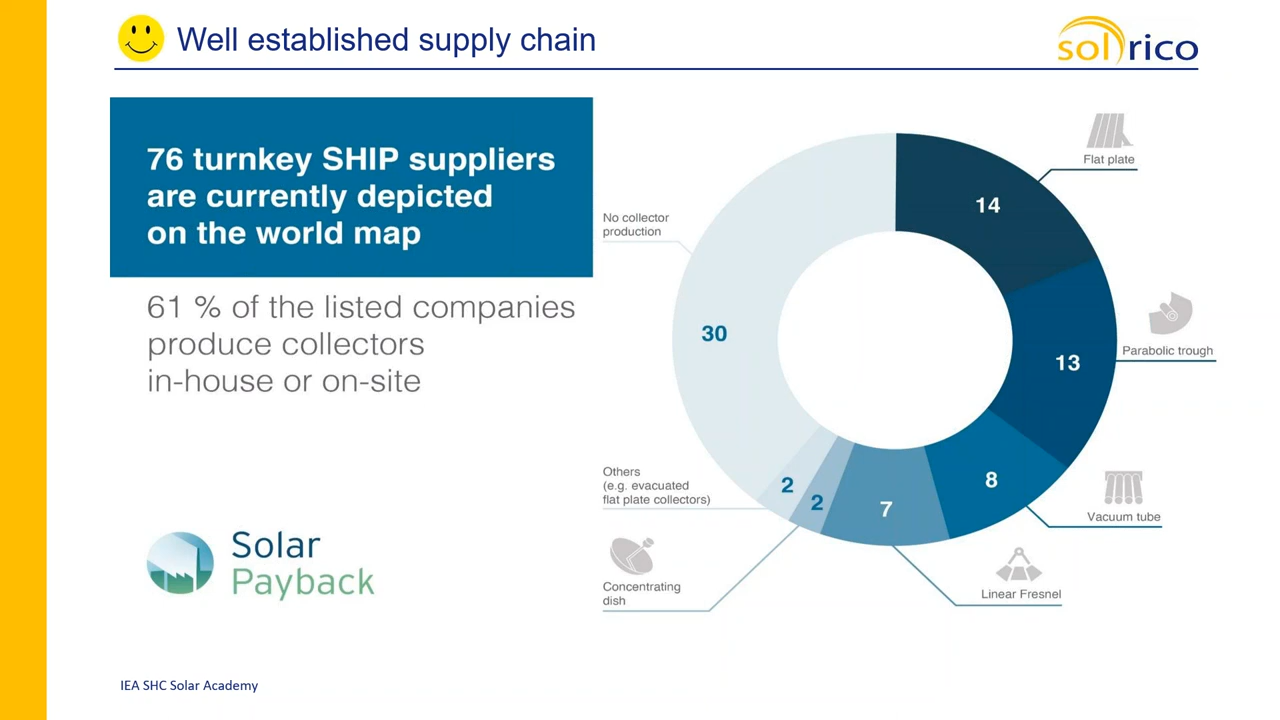 Well established supply chain
solrico
76 turnkey SHIP suppliers
are currently depicted
on the world map
61 % of the listed companies
produce collectors
in-house or on-site
Solar
Payback
Flat plate
14
Parabolic trough
13
Vacuum tube
8
Linear Fresnel
7
Concentrating
dish
2
Others
(e.g. evacuated
flat plate collectors)
2
No collector
production
30
IEA SHC Solar Academy